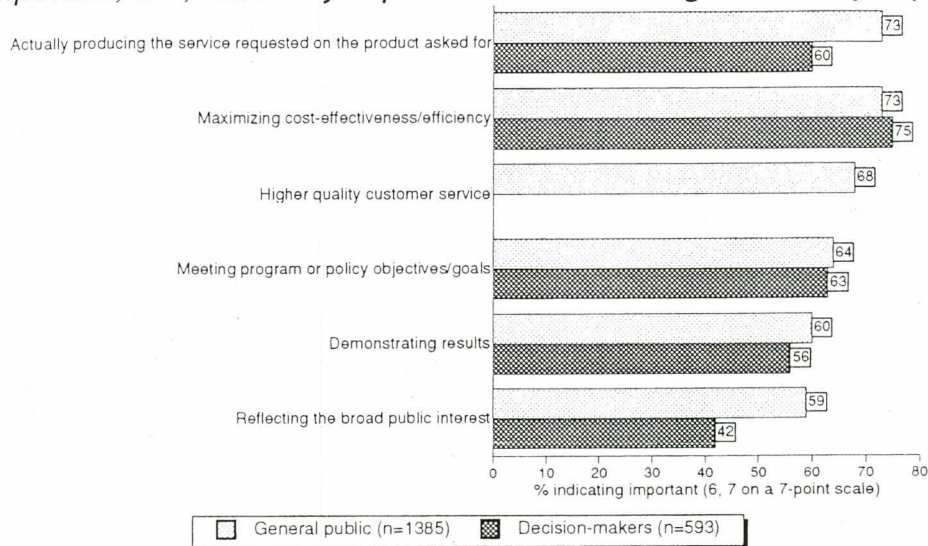 Actually producing the service requested on the product asked for
73
60
Maximizing cost-effectiveness/efficiency
73
75
Higher quality customer service
68
Meeting program or policy objectives/goals
64
63
Demonstrating results
60
56
Reflecting the broad public interest
59
42
0 10 20 30 40 50 60 70 80
% indicating important (6, 7 on a 7-point scale)
General public (n=1385) Decision-makers (n=593)